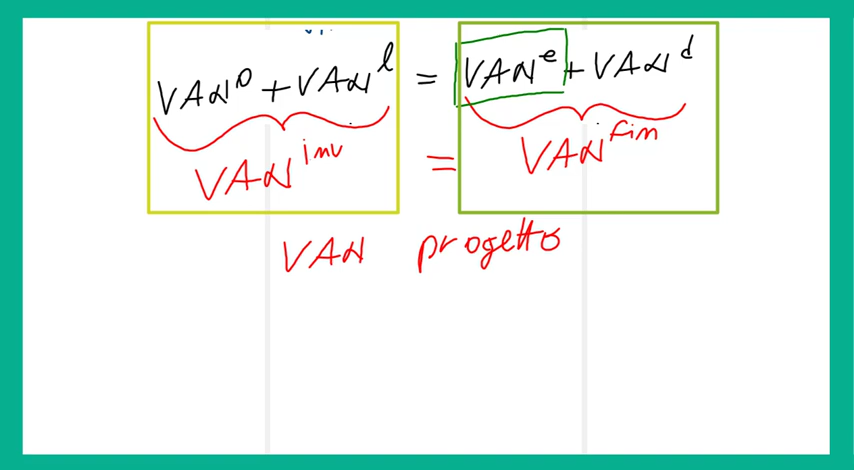 VANᵒ + VANˡ = VANᵉ + VANᵈ
VANⁱⁿᵛ = VANᶠⁱⁿ
VAN progetto